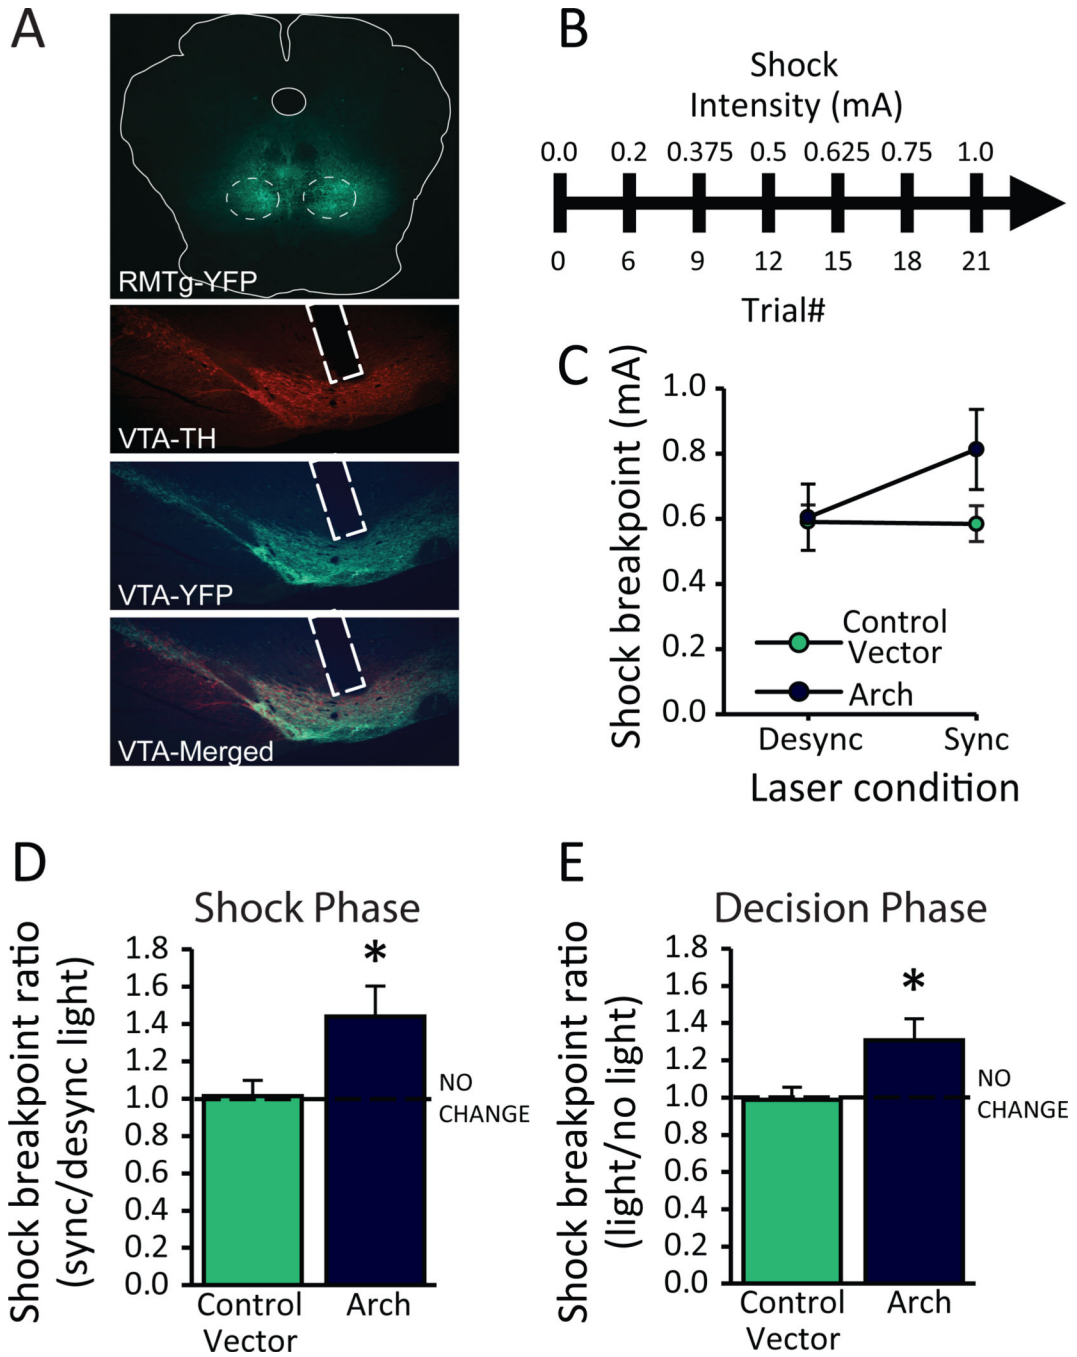 A
RMTg-YFP
VTA-TH
VTA-YFP
VTA-Merged
B
Shock
Intensity (mA)
0.0 0.2 0.375 0.5 0.625 0.75 1.0
0 6 9 12 15 18 21
Trial#
C
Shock breakpoint (mA)
1.0
0.8
0.6
0.4
0.2
0.0
Control
Vector
Arch
Desync Sync
Laser condition
D
Shock Phase
Shock breakpoint ratio
(sync/desync light)
1.8
1.6
1.4
1.2
1.0
0.8
0.6
0.4
0.2
0.0
*
NO
CHANGE
Control
Vector
Arch
E
Decision Phase
Shock breakpoint ratio
(light/no light)
1.8
1.6
1.4
1.2
1.0
0.8
0.6
0.4
0.2
0.0
*
NO
CHANGE
Control
Vector
Arch